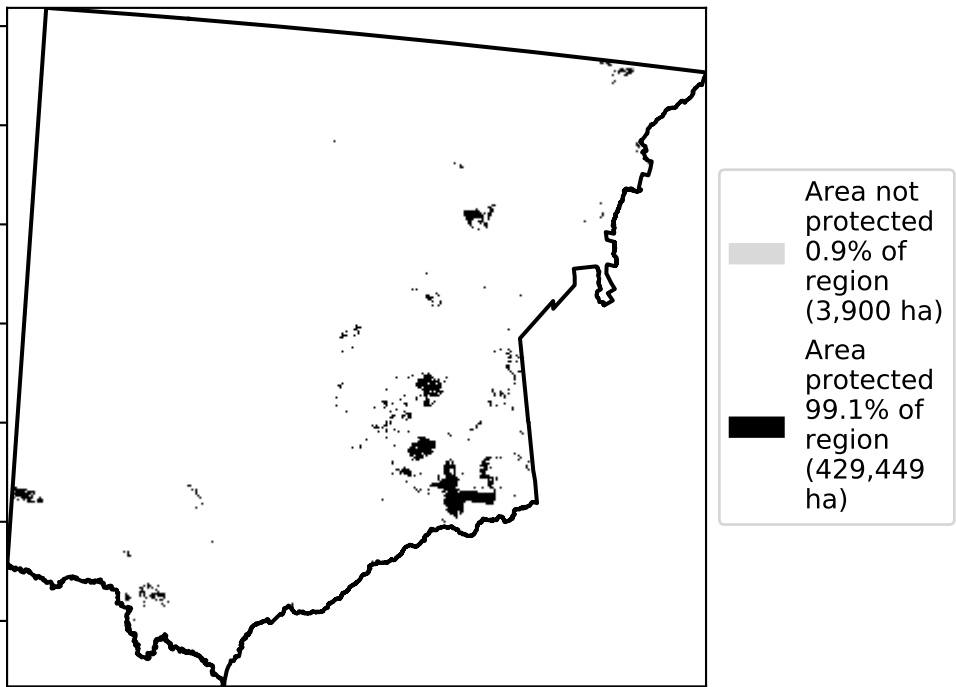 Area not
protected
0.9% of
region
(3,900 ha)
Area
protected
99.1% of
region
(429,449
ha)